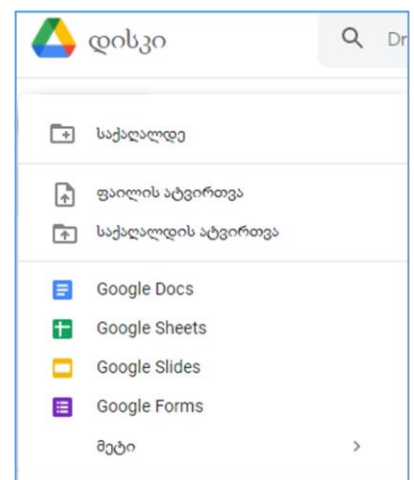 დისკი
Dr
საქაღალდე
ფაილის ატვირთვა
საქაღალდის ატვირთვა
Google Docs
Google Sheets
Google Slides
Google Forms
მეტი